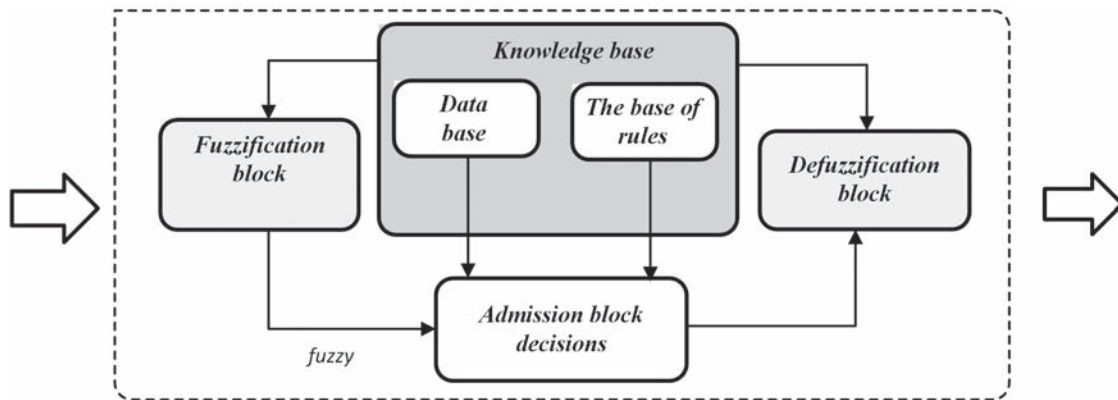 Knowledge base
Data
base
The base of
rules
Fuzzification
block
Defuzzification
block
Admission block
decisions
fuzzy